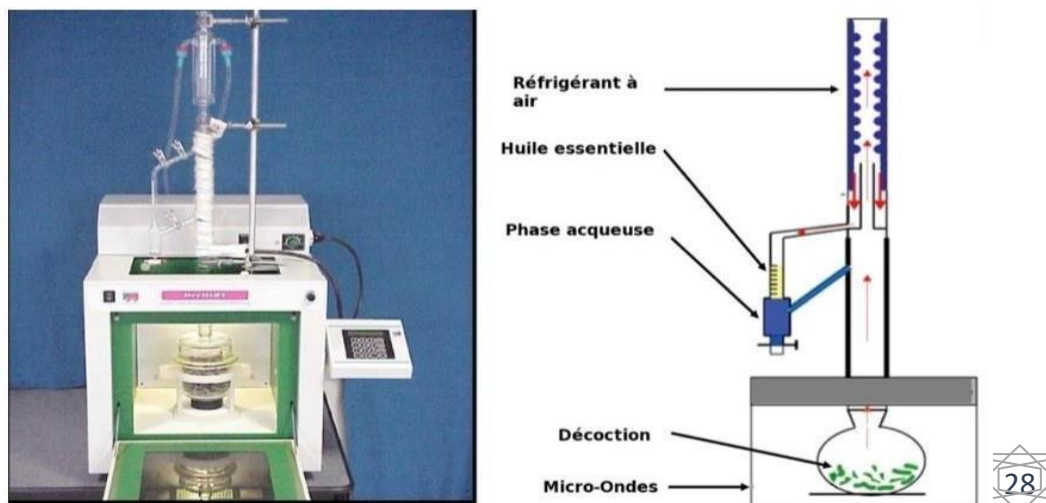 Réfrigérant à
air
Huile essentielle
Phase acqueuse
Décoction
Micro-Ondes
28